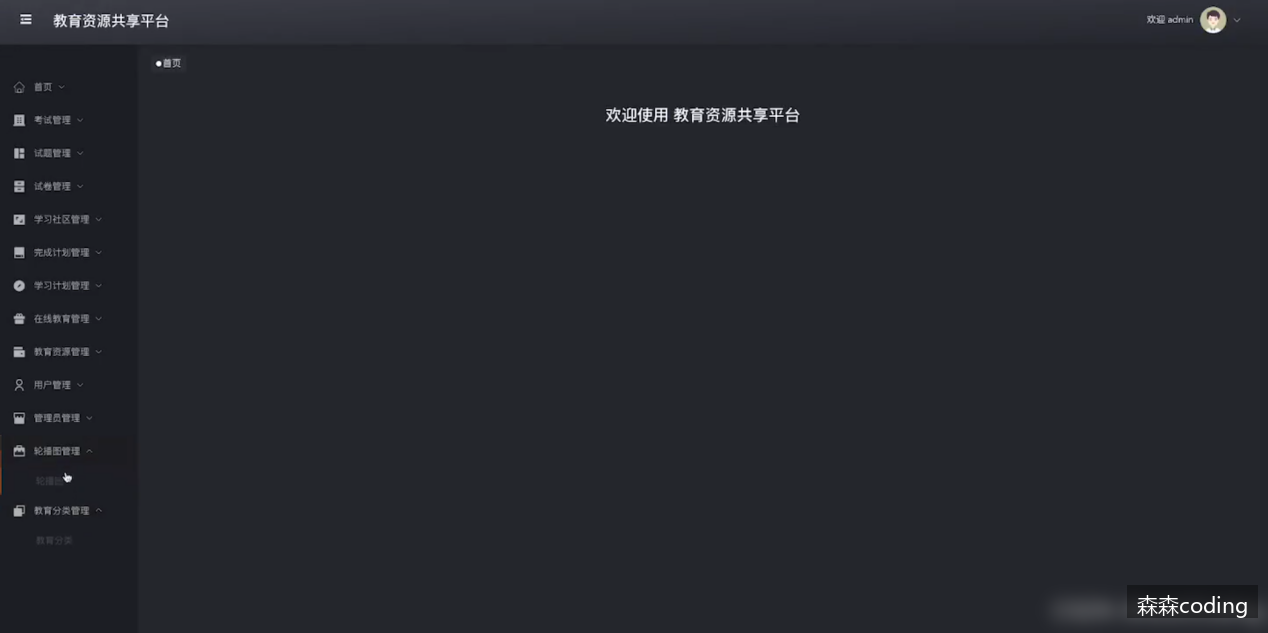 教育资源共享平台
欢迎 admin
首页
首页
考试管理
试题管理
试卷管理
学习社区管理
完成计划管理
学习计划管理
在线教育管理
教育资源管理
用户管理
管理员管理
轮播图管理
轮播图
教育分类管理
教育分类
欢迎使用 教育资源共享平台
森森coding